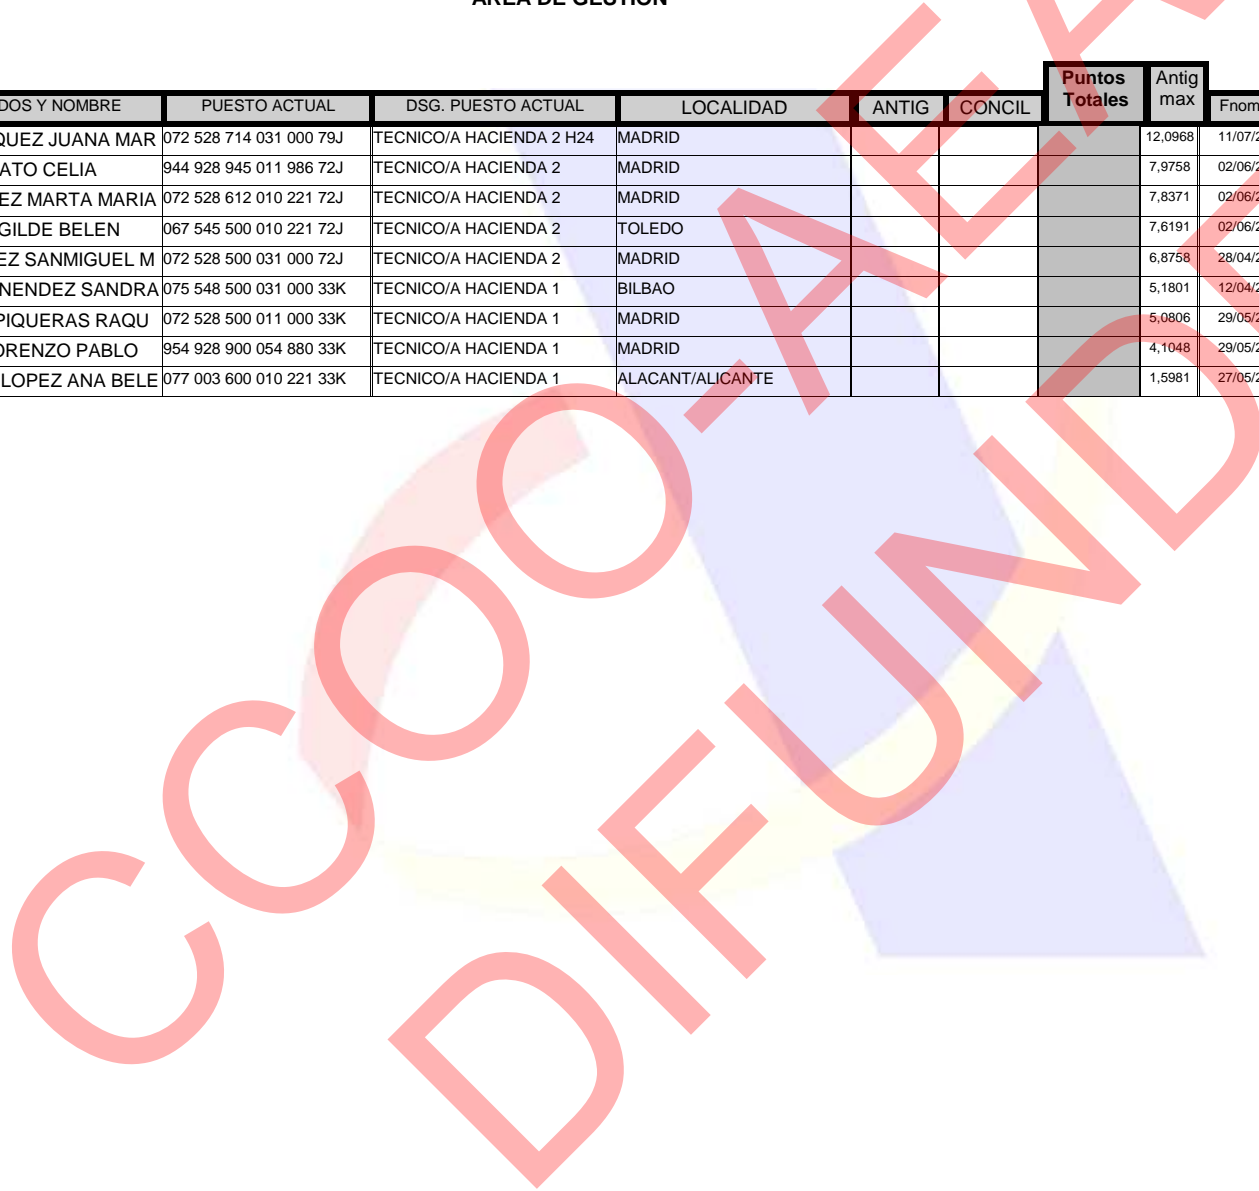 AREA DE GESTION
Puntos Totales Antig max
DOS Y NOMBRE PUESTO ACTUAL DSG. PUESTO ACTUAL LOCALIDAD ANTIG CONCIL Fnom
QUEZ JUANA MAR 072 528 714 031 000 79J TECNICO/A HACIENDA 2 H24 MADRID 12,0968 11/07/2
ATO CELIA 944 928 945 011 986 72J TECNICO/A HACIENDA 2 MADRID 7,9758 02/06/2
EZ MARTA MARIA 072 528 612 010 221 72J TECNICO/A HACIENDA 2 MADRID 7,8371 02/06/2
GILDE BELEN 067 545 500 010 221 72J TECNICO/A HACIENDA 2 TOLEDO 7,6191 02/06/2
EZ SANMIGUEL M 072 528 500 031 000 72J TECNICO/A HACIENDA 2 MADRID 6,8758 28/04/2
NENDEZ SANDRA 075 548 500 031 000 33K TECNICO/A HACIENDA 1 BILBAO 5,1801 12/04/2
PIQUERAS RAQU 072 528 500 011 000 33K TECNICO/A HACIENDA 1 MADRID 5,0806 29/05/2
ORENZO PABLO 954 928 900 054 880 33K TECNICO/A HACIENDA 1 MADRID 4,1048 29/05/2
LOPEZ ANA BELE 077 003 600 010 221 33K TECNICO/A HACIENDA 1 ALACANT/ALICANTE 1,5981 27/05/2
CCOO-AEA
DIFUND